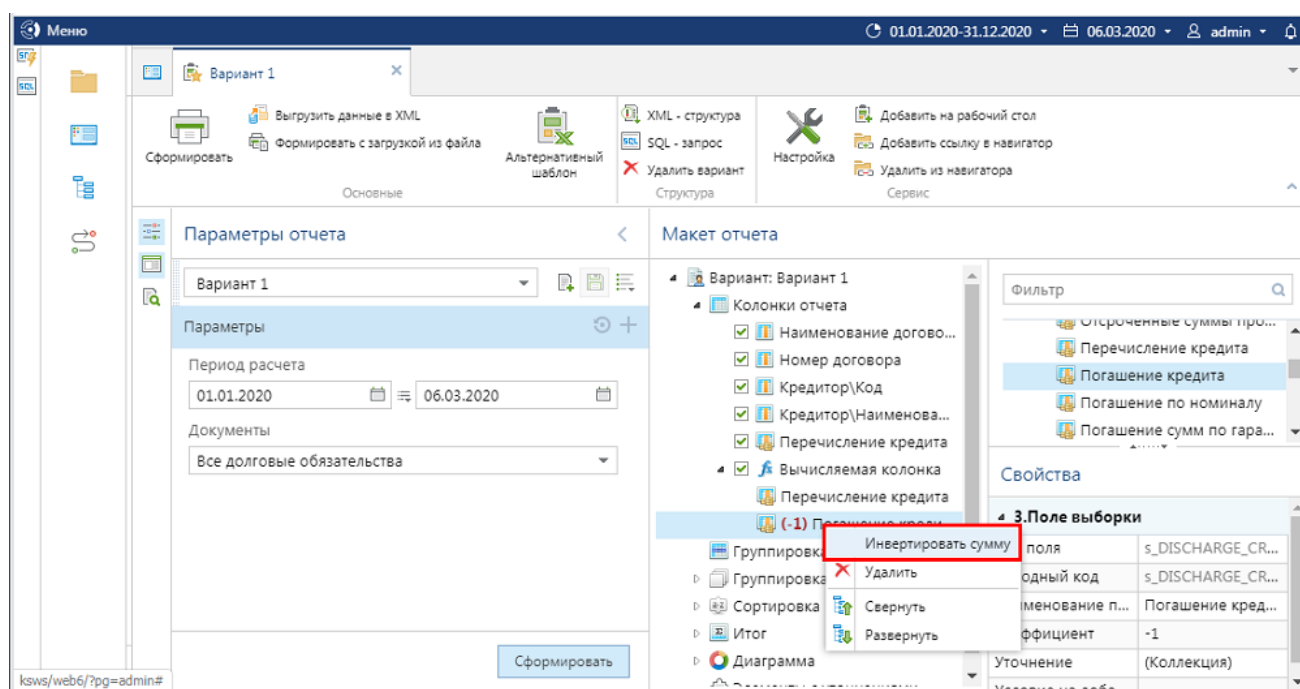 Меню
01.01.2020-31.12.2020
06.03.2020
admin
SQL
Вариант 1
Сформировать
Выгрузить данные в XML
Формировать с загрузкой из файла
Альтернативный шаблон
Основные
XML - структура
SQL - запрос
Удалить вариант
Структура
Настройка
Добавить на рабочий стол
Добавить ссылку в навигатор
Удалить из навигатора
Сервис
Параметры отчета
Вариант 1
Параметры
Период расчета
01.01.2020
06.03.2020
Документы
Все долговые обязательства
Сформировать
Макет отчета
Вариант: Вариант 1
Колонки отчета
Наименование догово...
Номер договора
Кредитор\Код
Кредитор\Наименова...
Перечисление кредита
Вычисляемая колонка
Перечисление кредита
(-1) Погашение креди...
Группировка
Группировка
Сортировка
Итог
Диаграмма
Инвертировать сумму
Удалить
Свернуть
Развернуть
Фильтр
Отсроченные суммы про...
Перечисление кредита
Погашение кредита
Погашение по номиналу
Погашение сумм по гара...
Свойства
3.Поле выборки
поля
s_DISCHARGE_CR...
одный код
s_DISCHARGE_CR...
именование п...
Погашение кред...
ффициент
-1
Уточнение
(Коллекция)
ksws/web6/?pg=admin#